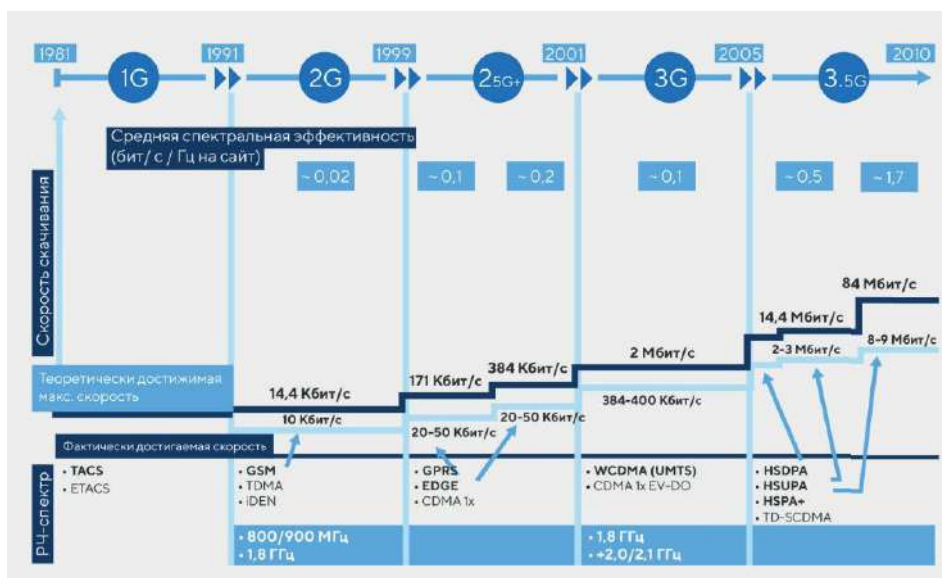 1981
1991
1999
2001
2005
2010
1G
2G
2.5G+
3G
3.5G
Средняя спектральная эффективность
(бит/ с / Гц на сайт)
~ 0,02
~ 0,1
~ 0,2
~ 0,1
~ 0,5
~ 1,7
Скорость скачивания
84 Мбит/с
14,4 Мбит/с
8-9 Мбит/с
2-3 Мбит/с
2 Мбит/с
384 Кбит/с
171 Кбит/с
14,4 Кбит/с
Теоретически достижимая
макс. скорость
384-400 Кбит/с
10 Кбит/с
20-50 Кбит/с
20-50 Кбит/с
Фактически достигаемая скорость
РЧ-спектр
• TACS
• ETACS
• GSM
• TDMA
• iDEN
• GPRS
• EDGE
• CDMA 1x
• WCDMA (UMTS)
• CDMA 1x EV-DO
• HSDPA
• HSUPA
• HSPA+
• TD-SCDMA
• 800/900 МГц
• 1,8 ГГц
• 1,8 ГГц
• +2,0/2,1 ГГц